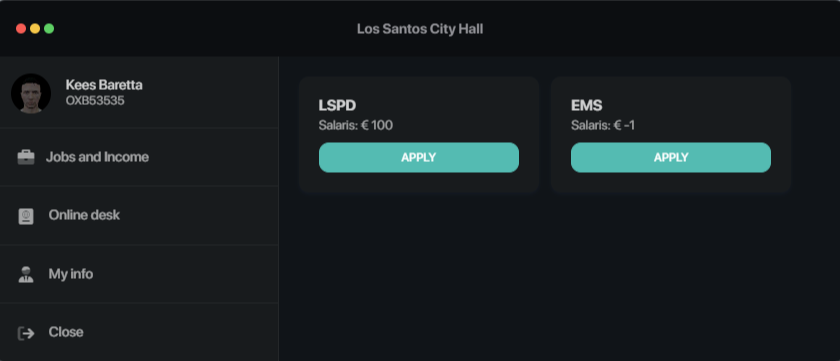 Los Santos City Hall
Kees Baretta
OXB53535
Jobs and Income
Online desk
My info
Close
LSPD
Salaris: € 100
APPLY
EMS
Salaris: € -1
APPLY